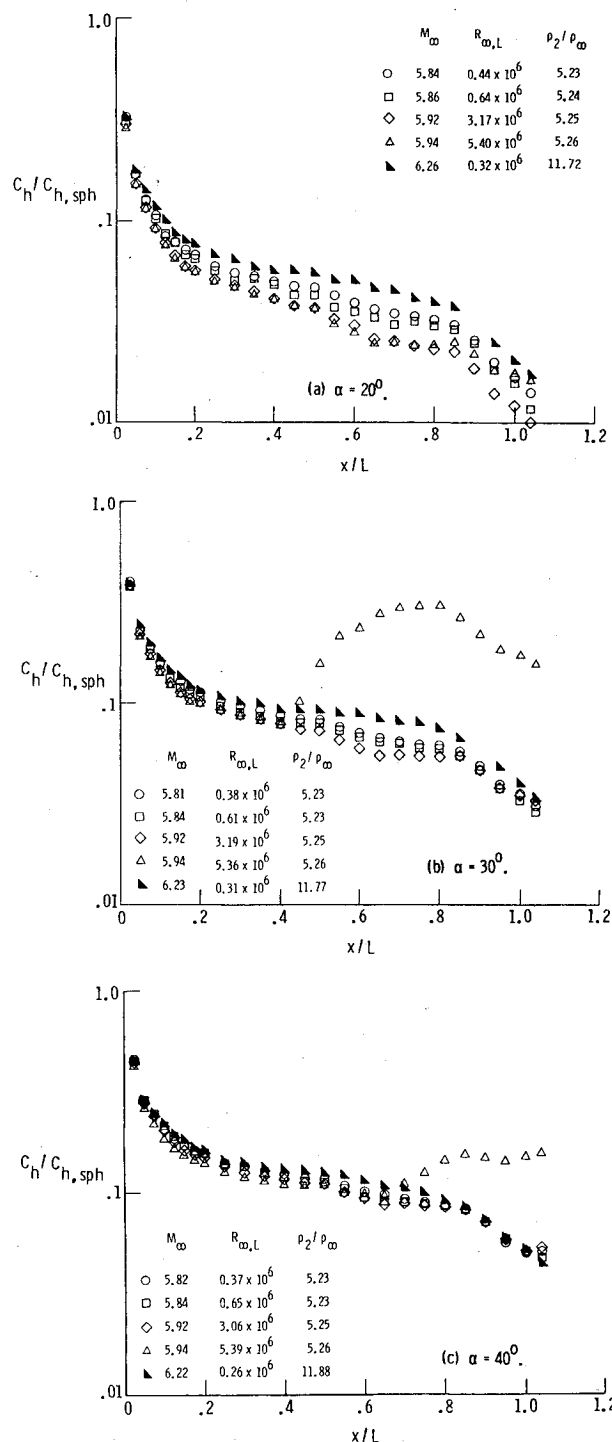 1.0
M∞ R∞,L ρ2/ρ∞
5.84 0.44 x 10^6 5.23
5.86 0.64 x 10^6 5.24
5.92 3.17 x 10^6 5.25
5.94 5.40 x 10^6 5.26
6.26 0.32 x 10^6 11.72
Ch/Ch,sph
.1
(a) α = 20⁰.
.01
0 .2 .4 .6 .8 1.0 1.2
x/L
1.0
Ch/Ch,sph
.1
M∞ R∞,L ρ2/ρ∞
5.81 0.38 x 10^6 5.23
5.84 0.61 x 10^6 5.23
5.92 3.19 x 10^6 5.25
5.94 5.36 x 10^6 5.26
6.23 0.31 x 10^6 11.77
(b) α = 30⁰.
.01
0 .2 .4 .6 .8 1.0 1.2
x/L
1.0
Ch/Ch,sph
.1
M∞ R∞,L ρ2/ρ∞
5.82 0.37 x 10^6 5.23
5.84 0.65 x 10^6 5.23
5.92 3.06 x 10^6 5.25
5.94 5.39 x 10^6 5.26
6.22 0.26 x 10^6 11.88
(c) α = 40⁰.
.01
0 .2 .4 .6 .8 1.0 1.2
x/L